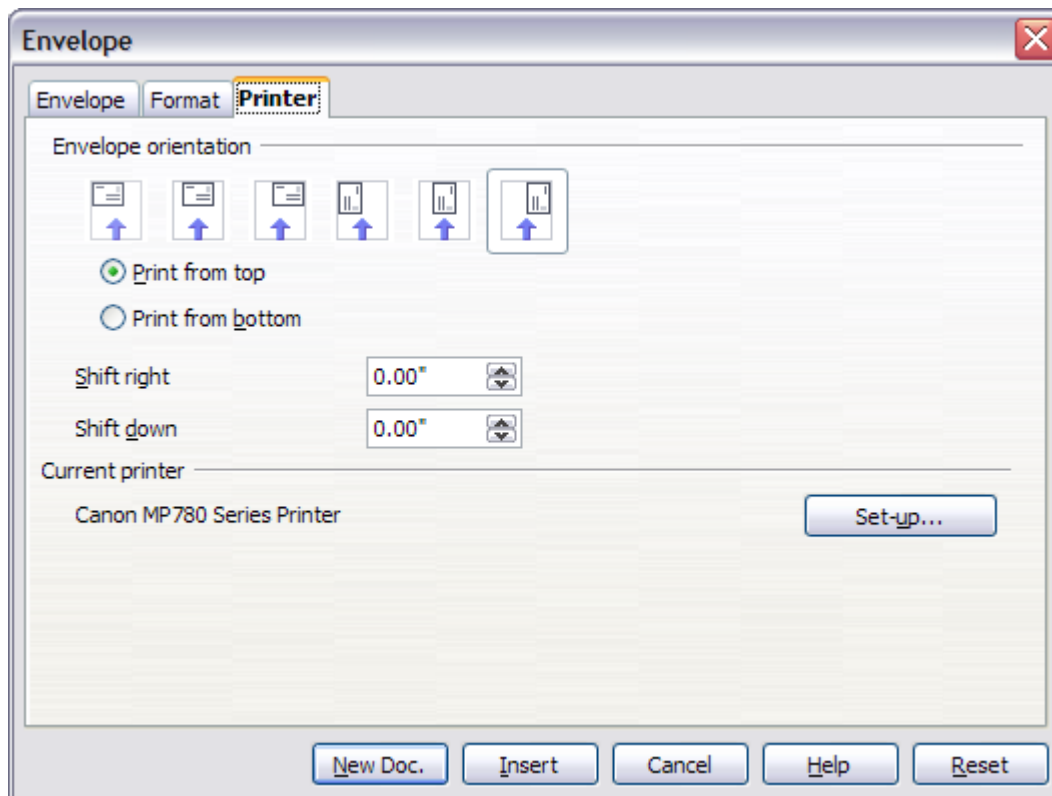 Envelope
Envelope Format Printer
Envelope orientation
Print from top
Print from bottom
Shift right 0.00"
Shift down 0.00"
Current printer
Canon MP780 Series Printer Set-up...
New Doc. Insert Cancel Help Reset